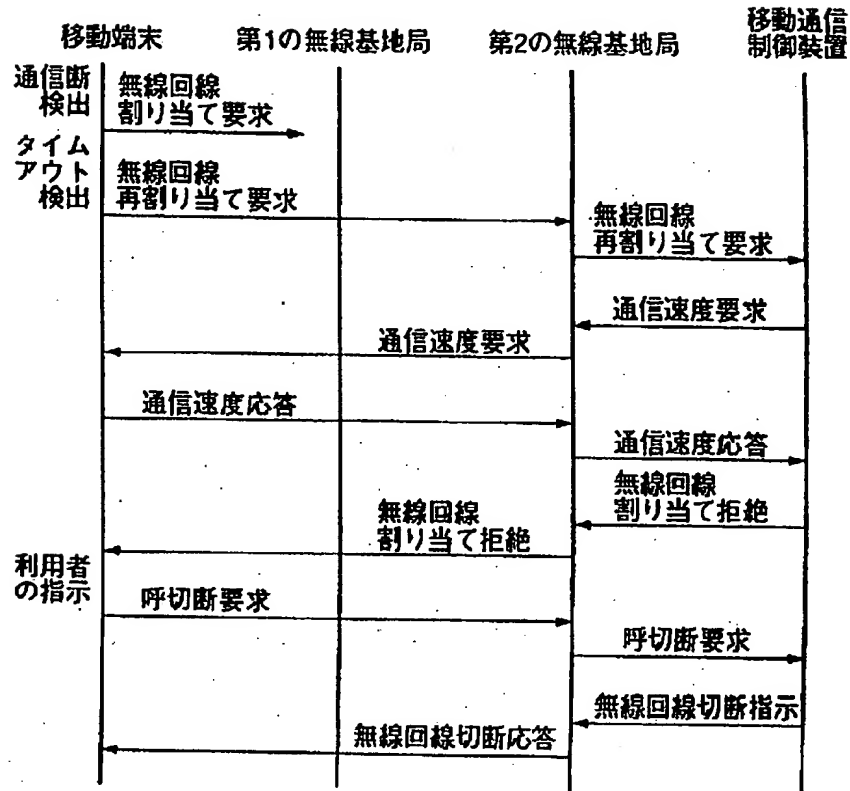 移動端末
第1の無線基地局
第2の無線基地局
移動通信
制御装置
通信断
検出
無線回線
割り当て要求
タイム
アウト
検出
無線回線
再割り当て要求
無線回線
再割り当て要求
通信速度要求
通信速度要求
通信速度応答
通信速度応答
無線回線
割り当て拒絶
無線回線
割り当て拒絶
利用者
の指示
呼切断要求
呼切断要求
無線回線切断指示
無線回線切断応答